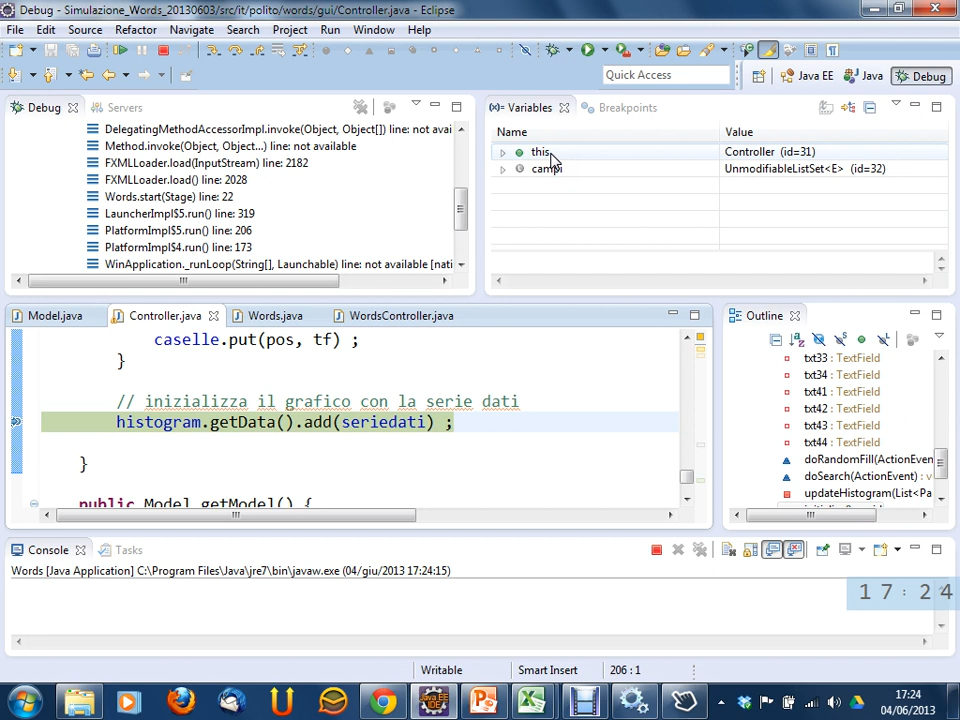 Debug - Simulazione_Words_20130603/src/it/polito/words/gui/Controller.java - Eclipse
File Edit Source Refactor Navigate Search Project Run Window Help
Quick Access
Java EE Java Debug
Debug Servers
DelegatingMethodAccessorImpl.invoke(Object, Object[]) line: not avai
Method.invoke(Object, Object...) line: not available
FXMLLoader.load(InputStream) line: 2182
FXMLLoader.load() line: 2028
Words.start(Stage) line: 22
LauncherImpl$5.run() line: 319
PlatformImpl$5.run() line: 206
PlatformImpl$4.run() line: 173
WinApplication._runLoop(String[], Launchable) line: not available [nati
(x)= Variables Breakpoints
Name Value
this Controller (id=31)
campi UnmodifiableListSet<E> (id=32)
Model.java Controller.java Words.java WordsController.java
caselle.put(pos, tf) ;
}
// inizializza il grafico con la serie dati
histogram.getData().add(seriedati) ;
}
public Model getModel() {
Outline
txt33 : TextField
txt34 : TextField
txt41 : TextField
txt42 : TextField
txt43 : TextField
txt44 : TextField
doRandomFill(ActionEven
doSearch(ActionEvent) : v
updateHistogram(List<Pa
Console Tasks
Words [Java Application] C:\Program Files\Java\jre7\bin\javaw.exe (04/giu/2013 17:24:15)
17:24
Writable Smart Insert 206 : 1
17:24
04/06/2013